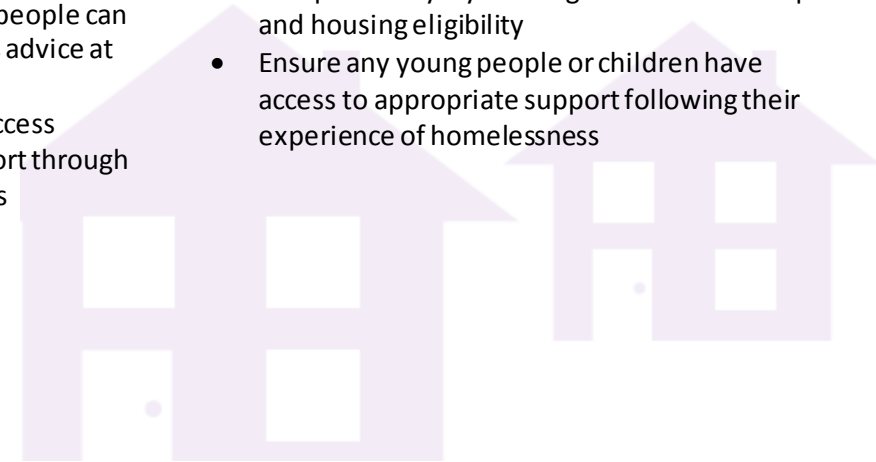 people can
advice at
ccess
ort through
s
and housing eligibility
• Ensure any young people or children have
access to appropriate support following their
experience of homelessness